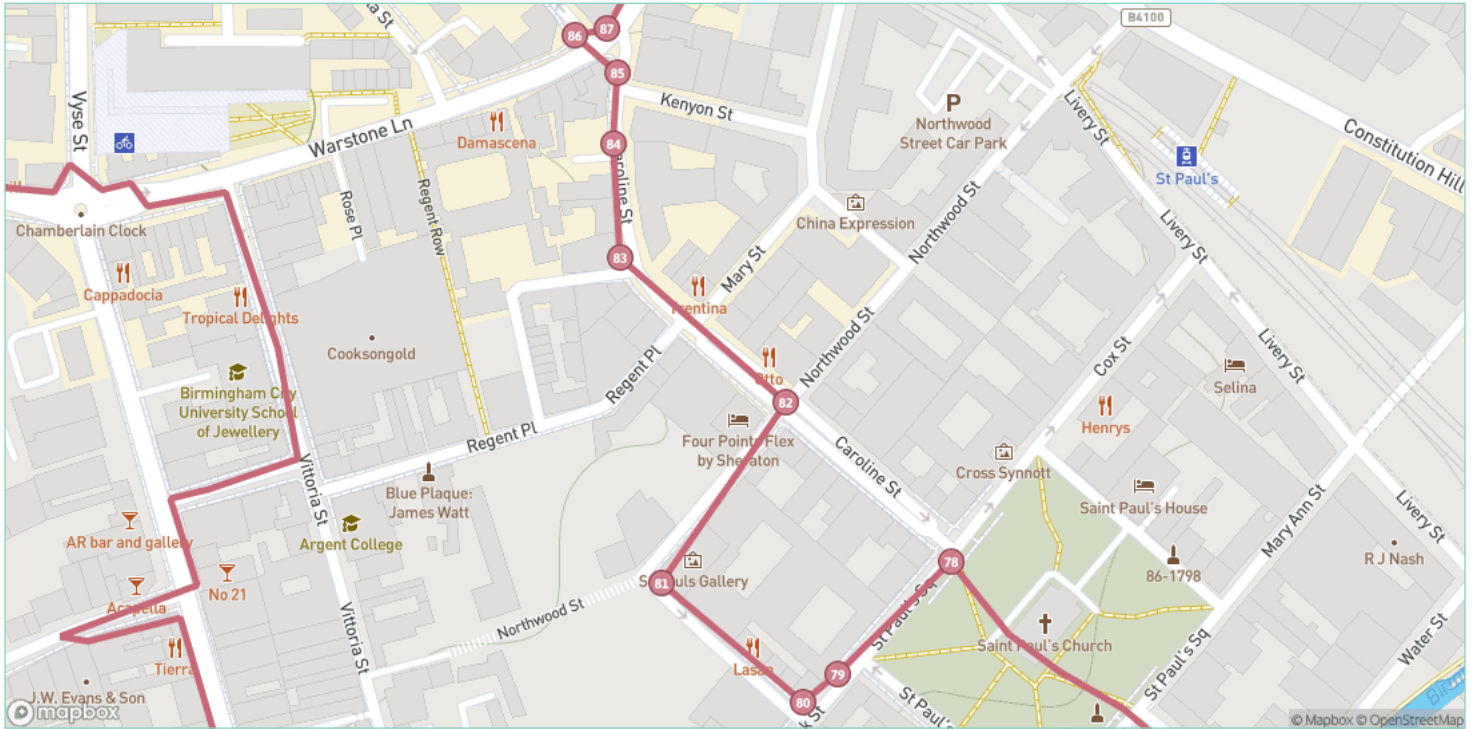 B4100
87
86
85
84
83
82
81
80
79
78
Vyse St
Warstone Ln
Damascena
Kenyon St
P
Northwood
Street Car Park
Livery St
Constitution Hill
St Paul's
Chamberlain Clock
Rose Pl
Regent Row
Caroline St
China Expression
Northwood St
Livery St
Cappadocia
Tropical Delights
Mary St
Trentina
Cooksongold
Northwood St
Cox St
Livery St
Selina
Birmingham City
University School
of Jewellery
Regent Pl
Otto
Henrys
Four Points Flex
by Sheraton
Regent Pl
Caroline St
Cross Synnott
Vittoria St
Blue Plaque:
James Watt
Saint Paul's House
Mary Ann St
Livery St
AR bar and gallery
Argent College
R J Nash
St Pauls Gallery
86-1798
Acapella
No 21
Northwood St
Vittoria St
St Paul's Sq
Saint Paul's Church
Water St
Tierra
Lasan
St Paul's Sq
J.W. Evans & Son
St Paul's
k St
mapbox
© Mapbox © OpenStreetMap